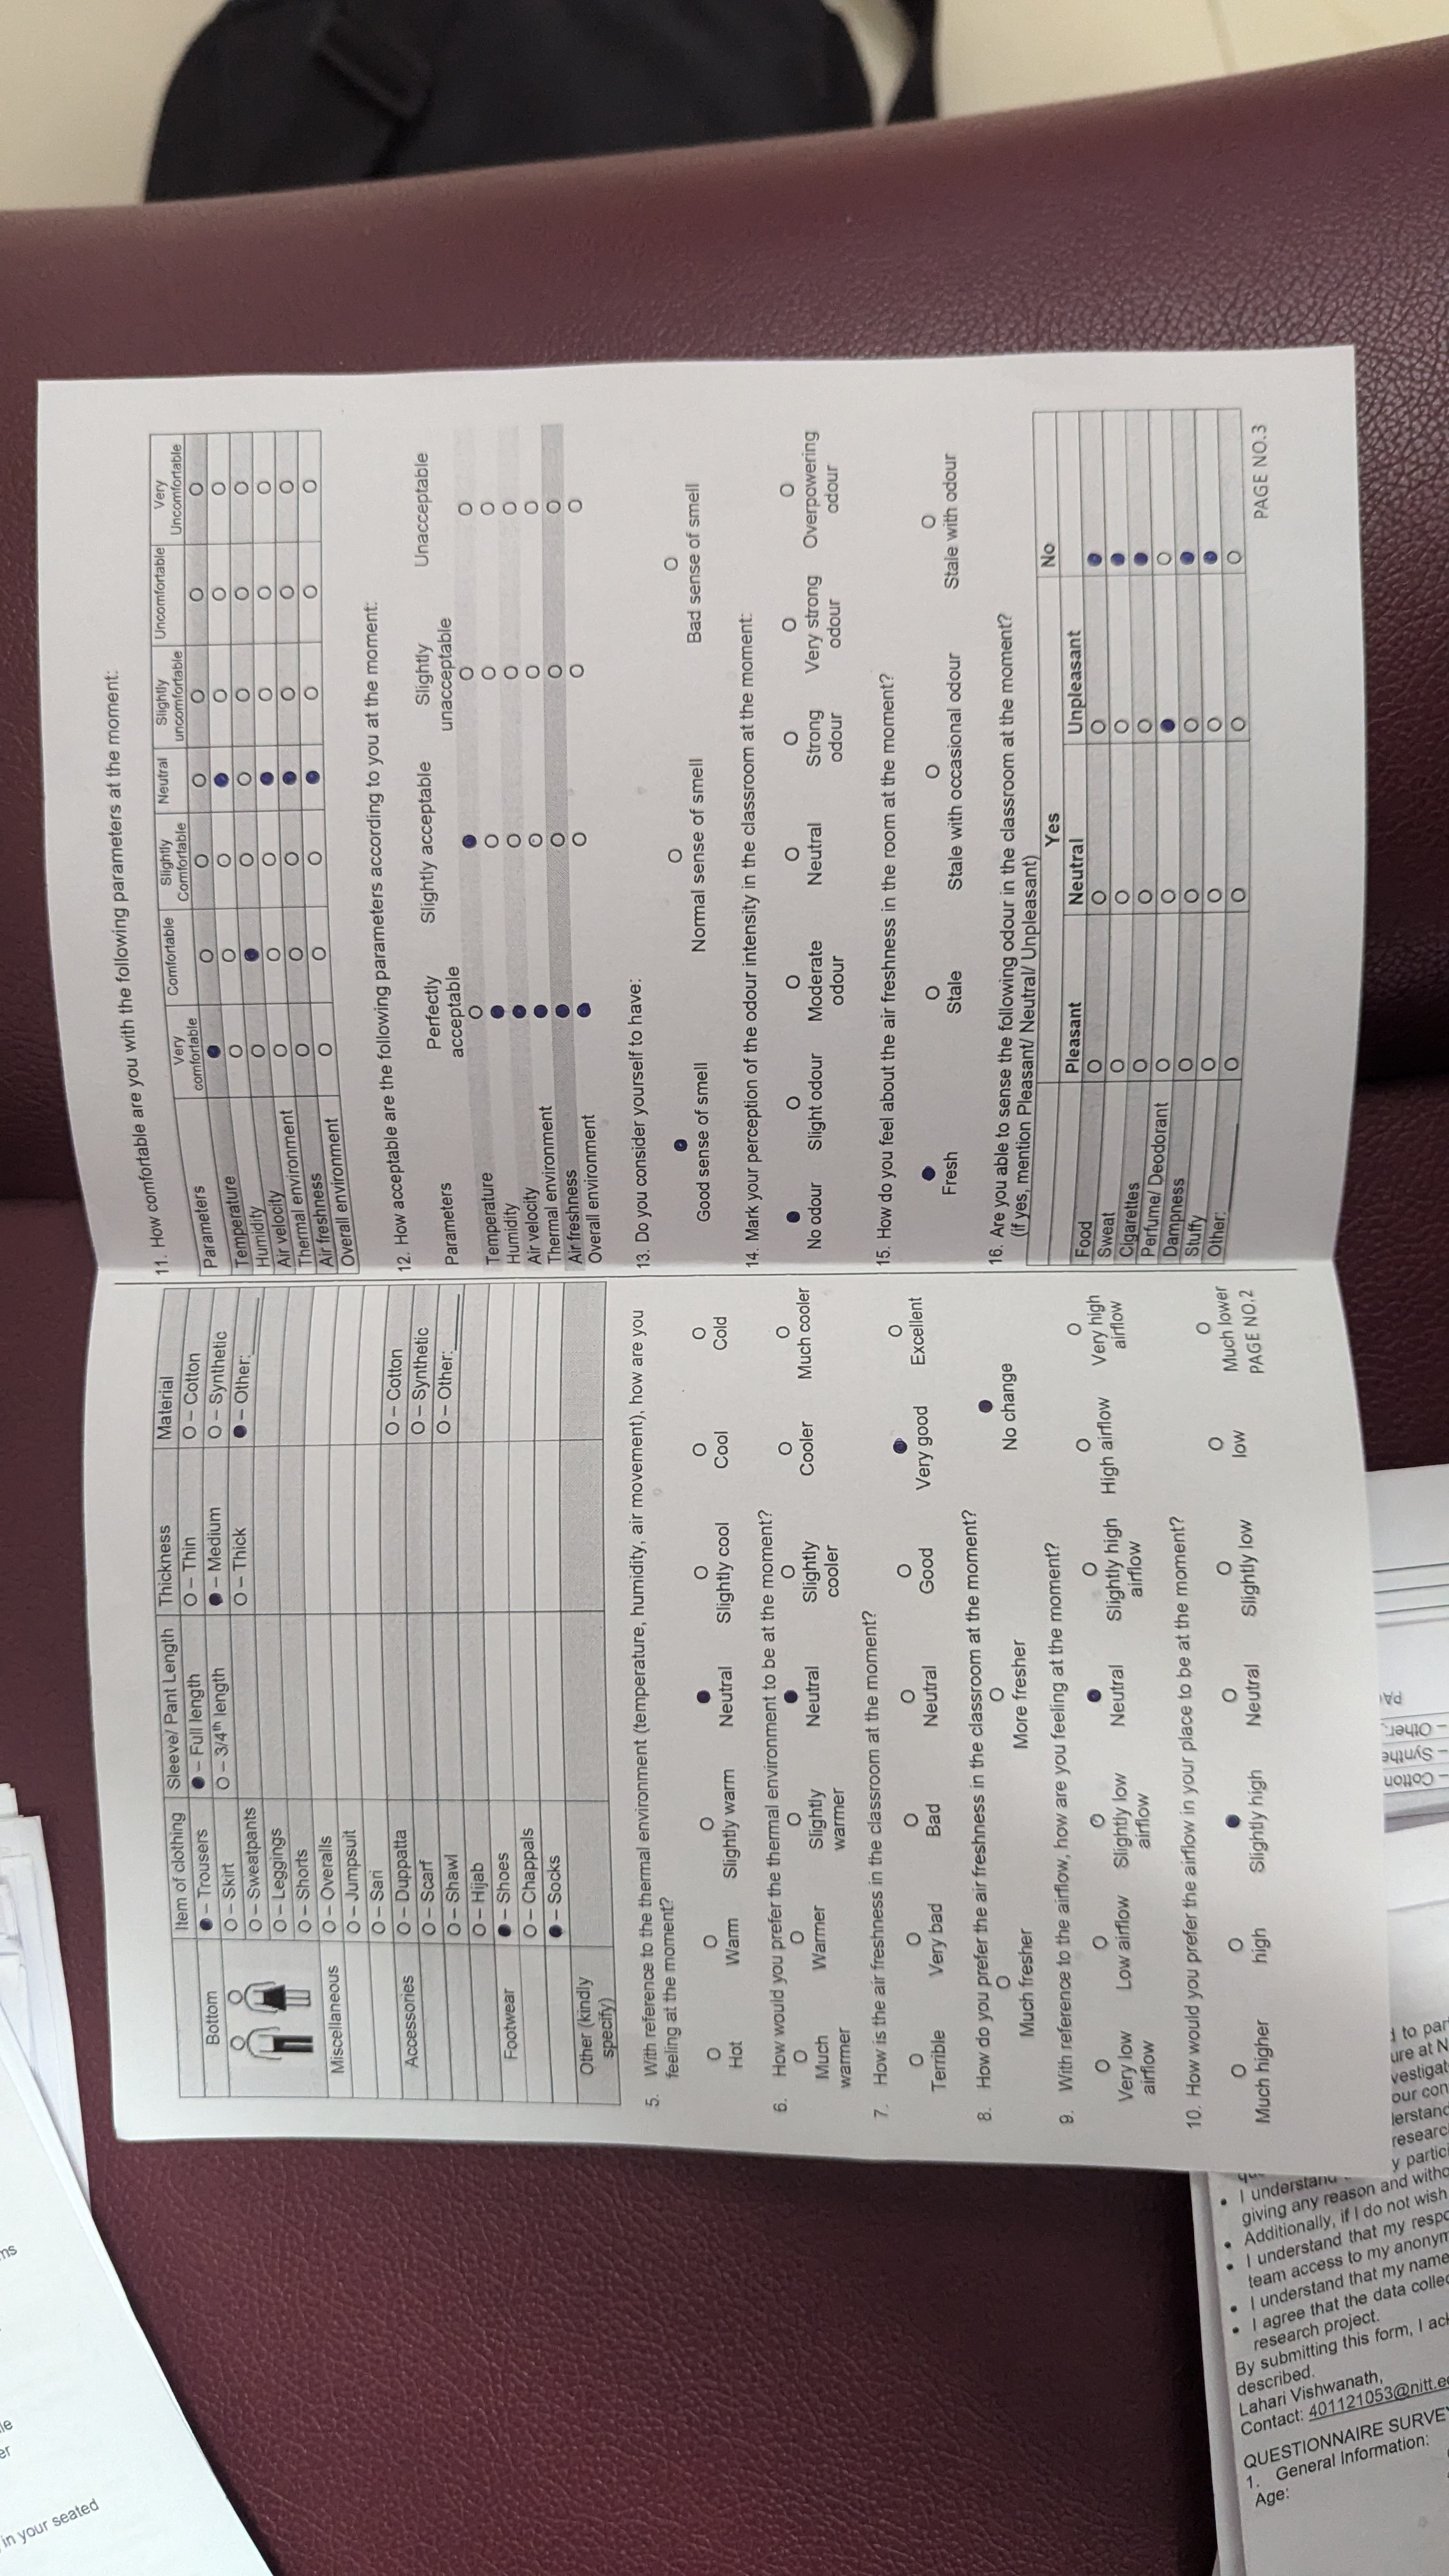 Item of clothing Sleeve/ Pant Length Thickness Material
Bottom ● – Trousers ● – Full length O – Thin O – Cotton
O – Skirt O – 3/4th length ● – Medium O – Synthetic
O – Sweatpants O – Thick ● – Other:____
O – Leggings
O – Shorts
Miscellaneous O – Overalls
O – Jumpsuit
O – Sari
Accessories O – Duppatta O – Cotton
O – Scarf O – Synthetic
O – Shawl O – Other:____
O – Hijab
Footwear ● – Shoes
O – Chappals
● – Socks
Other (kindly
specify)
5. With reference to the thermal environment (temperature, humidity, air movement), how are you
feeling at the moment?
O O O ● O O O
Hot Warm Slightly warm Neutral Slightly cool Cool Cold
6. How would you prefer the thermal environment to be at the moment?
O O O ● O O O
Much Warmer Slightly Neutral Slightly Cooler Much cooler
warmer warmer cooler
7. How is the air freshness in the classroom at the moment?
O O O O O ● O
Terrible Very bad Bad Neutral Good Very good Excellent
8. How do you prefer the air freshness in the classroom at the moment?
O O ●
Much fresher More fresher No change
9. With reference to the airflow, how are you feeling at the moment?
O O O ● O O O
Very low Low airflow Slightly low Neutral Slightly high High airflow Very high
airflow airflow airflow airflow
10. How would you prefer the airflow in your place to be at the moment?
O O ● O O O O
Much higher high Slightly high Neutral Slightly low low Much lower
PAGE NO.2
11. How comfortable are you with the following parameters at the moment:
Very Comfortable Slightly Neutral Slightly Uncomfortable Very
comfortable Comfortable uncomfortable Uncomfortable
Parameters ● O O O O O O
Temperature O O O ● O O O
Humidity O ● O O O O O
Air velocity O O O ● O O O
Thermal environment O O O ● O O O
Air freshness O O O ● O O O
Overall environment
12. How acceptable are the following parameters according to you at the moment:
Parameters Perfectly Slightly acceptable Slightly Unacceptable
acceptable unacceptable
O ● O O
Temperature ● O O O
Humidity ● O O O
Air velocity ● O O O
Thermal environment ● O O O
Air freshness ● O O O
Overall environment
13. Do you consider yourself to have:
● O O
Good sense of smell Normal sense of smell Bad sense of smell
14. Mark your perception of the odour intensity in the classroom at the moment:
● O O O O O O
No odour Slight odour Moderate Neutral Strong Very strong Overpowering
odour odour odour odour
15. How do you feel about the air freshness in the room at the moment?
● O O O
Fresh Stale Stale with occasional odour Stale with odour
16. Are you able to sense the following odour in the classroom at the moment?
(If yes, mention Pleasant/ Neutral/ Unpleasant)
Yes No
Pleasant Neutral Unpleasant
Food O O O ●
Sweat O O O ●
Cigarettes O O O ●
Perfume/ Deodorant O O ● O
Dampness O O O ●
Stuffy O O O ●
Other:____ O O O O
PAGE NO.3
in your seated
– Cotton
– Synthe
– Other:
• I understand
giving any reason and witho
• Additionally, if I do not wish
• I understand that my respo
team access to my anonym
• I understand that my name
• I agree that the data collec
research project.
By submitting this form, I ack
described.
Lahari Vishwanath,
Contact: 401121053@nitt.e
QUESTIONNAIRE SURVEY
1. General Information:
Age: